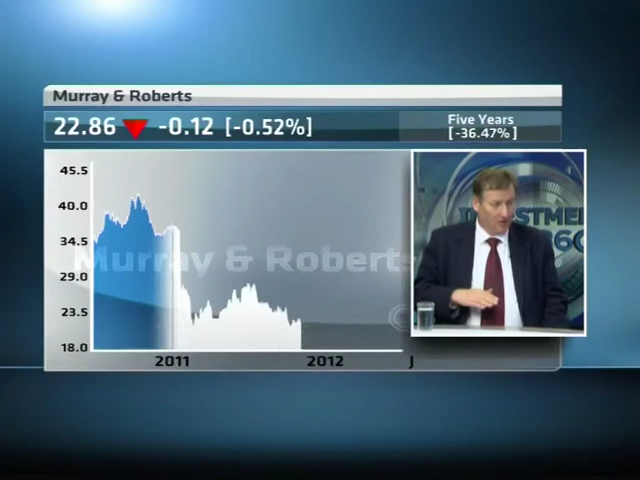 Murray & Roberts
22.86 -0.12 [-0.52%]
Five Years
[-36.47%]
45.5
40.0
34.5
29.0
23.5
18.0
Murray & Roberts
2011 2012 J